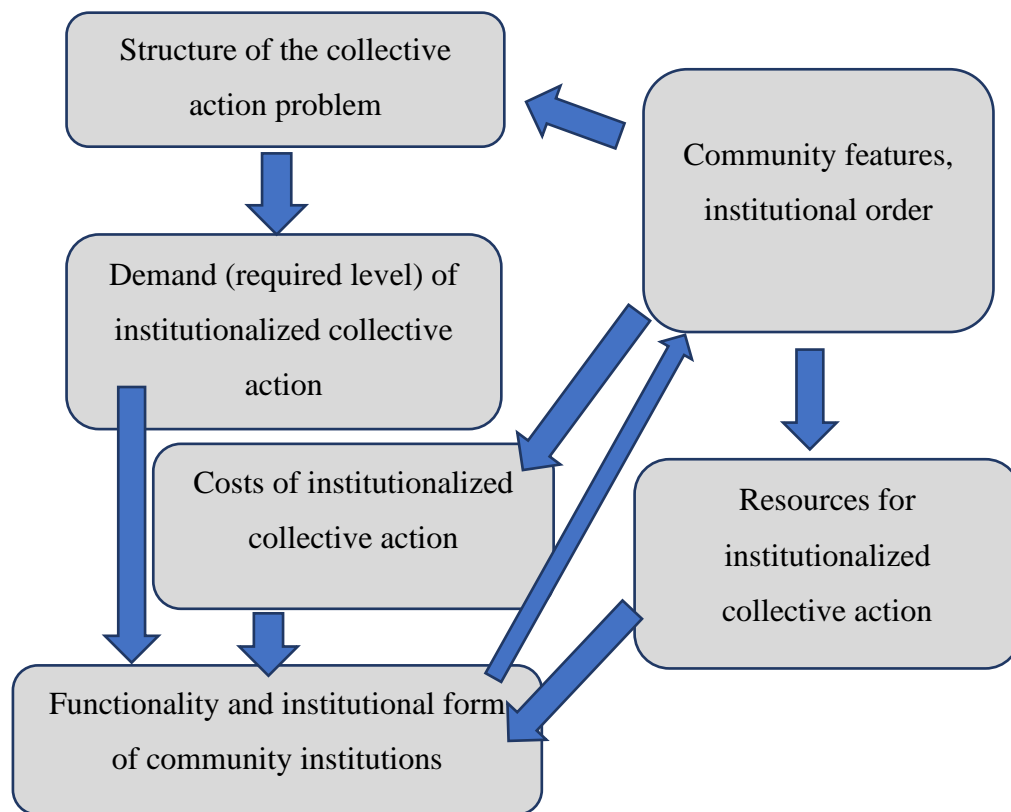 Structure of the collective
action problem
Community features,
institutional order
Demand (required level) of
institutionalized collective
action
Costs of institutionalized
collective action
Resources for
institutionalized
collective action
Functionality and institutional form
of community institutions